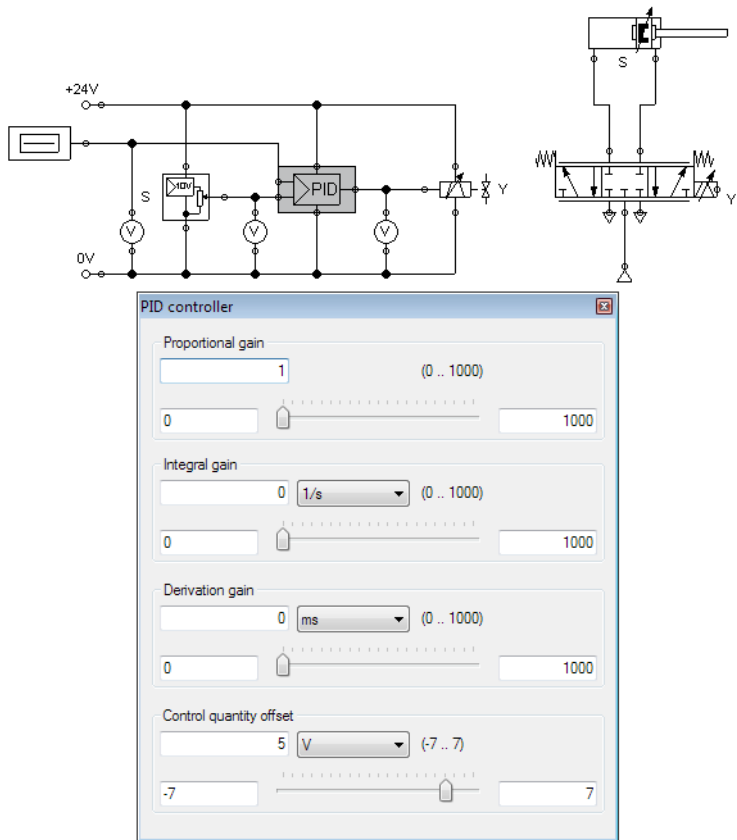 +24V
S
10V
PID
Y
V
V
V
0V
S
Y
PID controller
Proportional gain
1 (0 .. 1000)
0 1000
Integral gain
0 1/s (0 .. 1000)
0 1000
Derivation gain
0 ms (0 .. 1000)
0 1000
Control quantity offset
5 V (-7 .. 7)
-7 7